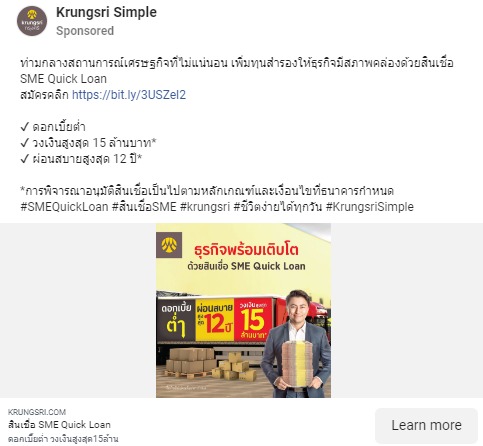 krungsri
กรุงศรี
Krungsri Simple
Sponsored
ท่ามกลางสถานการณ์เศรษฐกิจที่ไม่แน่นอน เพิ่มทุนสำรองให้ธุรกิจมีสภาพคล่องด้วยสินเชื่อ
SME Quick Loan
สมัครคลิก https://bit.ly/3USZeI2
✓ ดอกเบี้ยต่ำ
✓ วงเงินสูงสุด 15 ล้านบาท*
✓ ผ่อนสบายสูงสุด 12 ปี*
*การพิจารณาอนุมัติสินเชื่อเป็นไปตามหลักเกณฑ์และเงื่อนไขที่ธนาคารกำหนด
#SMEQuickLoan #สินเชื่อSME #krungsri #ชีวิตง่ายได้ทุกวัน #KrungsriSimple
ธุรกิจพร้อมเติบโต
ด้วยสินเชื่อ SME Quick Loan
ดอกเบี้ย
ต่ำ
ผ่อนสบาย
สูงสุด
12 ปี
วงเงินสูงสุด
15
ล้านบาท*
KRUNGSRI.COM
สินเชื่อ SME Quick Loan
ดอกเบี้ยต่ำ วงเงินสูงสุด15ล้าน
Learn more